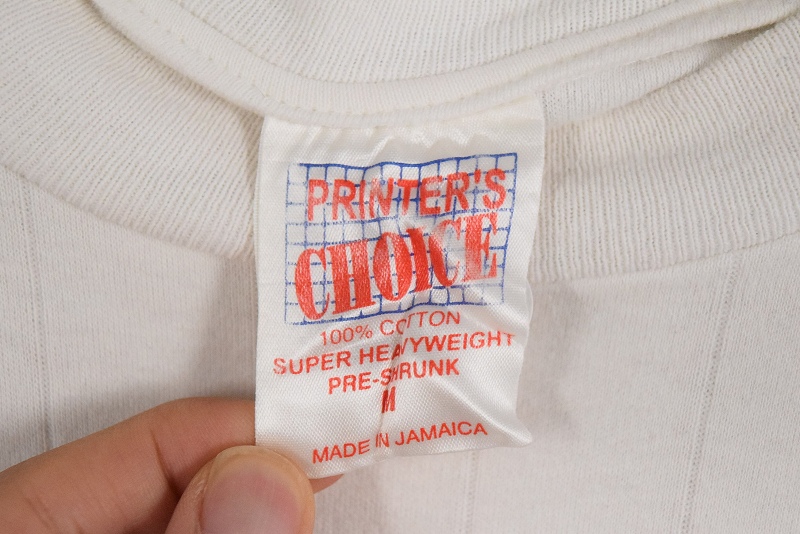 PRINTER'S
CHOICE
100% COTTON
SUPER HEAVYWEIGHT
PRE-SHRUNK
M
MADE IN JAMAICA